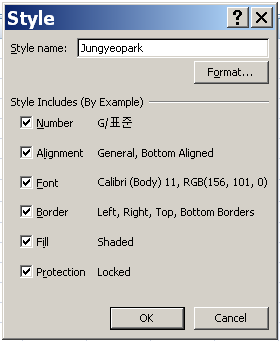 Style
Style name: Jungyeopark
Format...
Style Includes (By Example)
Number G/표준
Alignment General, Bottom Aligned
Font Calibri (Body) 11, RGB(156, 101, 0)
Border Left, Right, Top, Bottom Borders
Fill Shaded
Protection Locked
OK Cancel